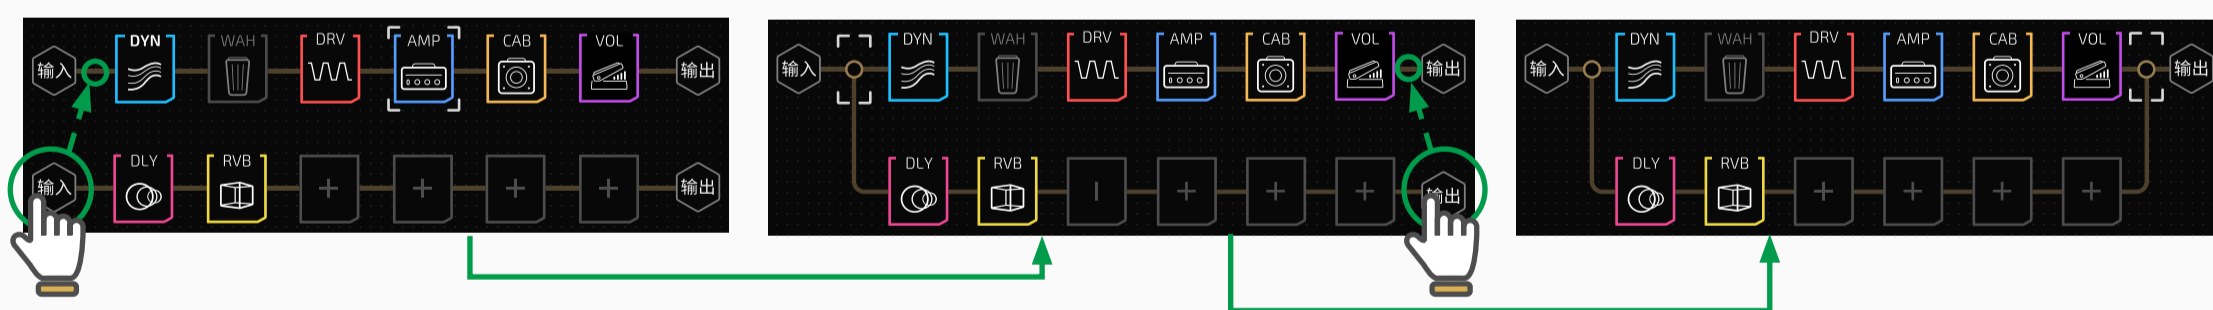 输入 DYN WAH DRV AMP CAB VOL 输出
输入 DLY RVB 输出
输入 DYN WAH DRV AMP CAB VOL 输出
DLY RVB 输出
输入 DYN WAH DRV AMP CAB VOL 输出
DLY RVB